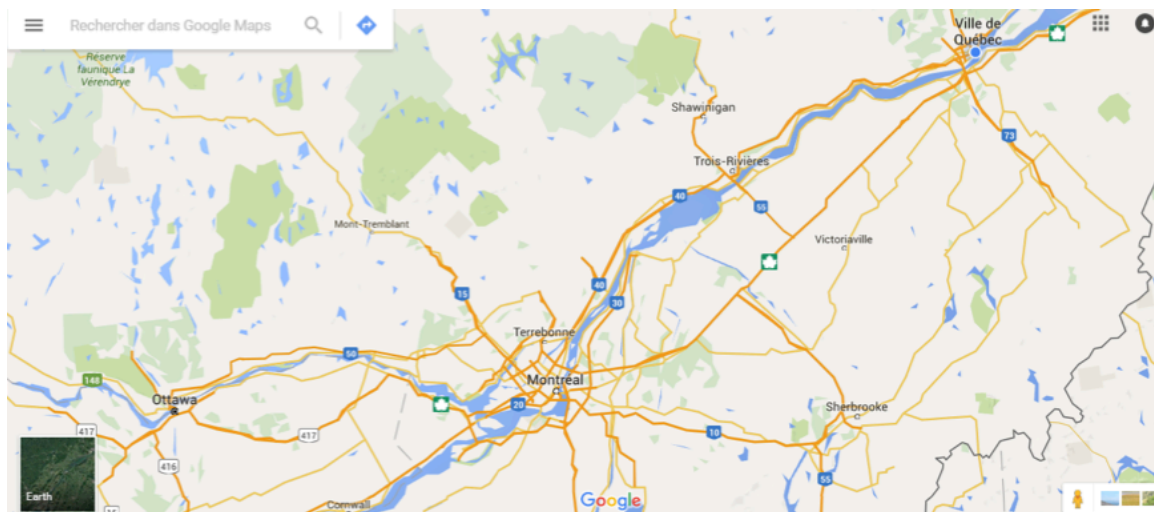 Rechercher dans Google Maps
Ville de
Québec
Réserve
faunique La
Vérendrye
Shawinigan
73
Trois-Rivières
40
55
Mont-Tremblant
Victoriaville
15
40
30
Terrebonne
50
148
Montréal
Ottawa
20
Sherbrooke
417
417
10
416
55
Earth
Google
Cornwall